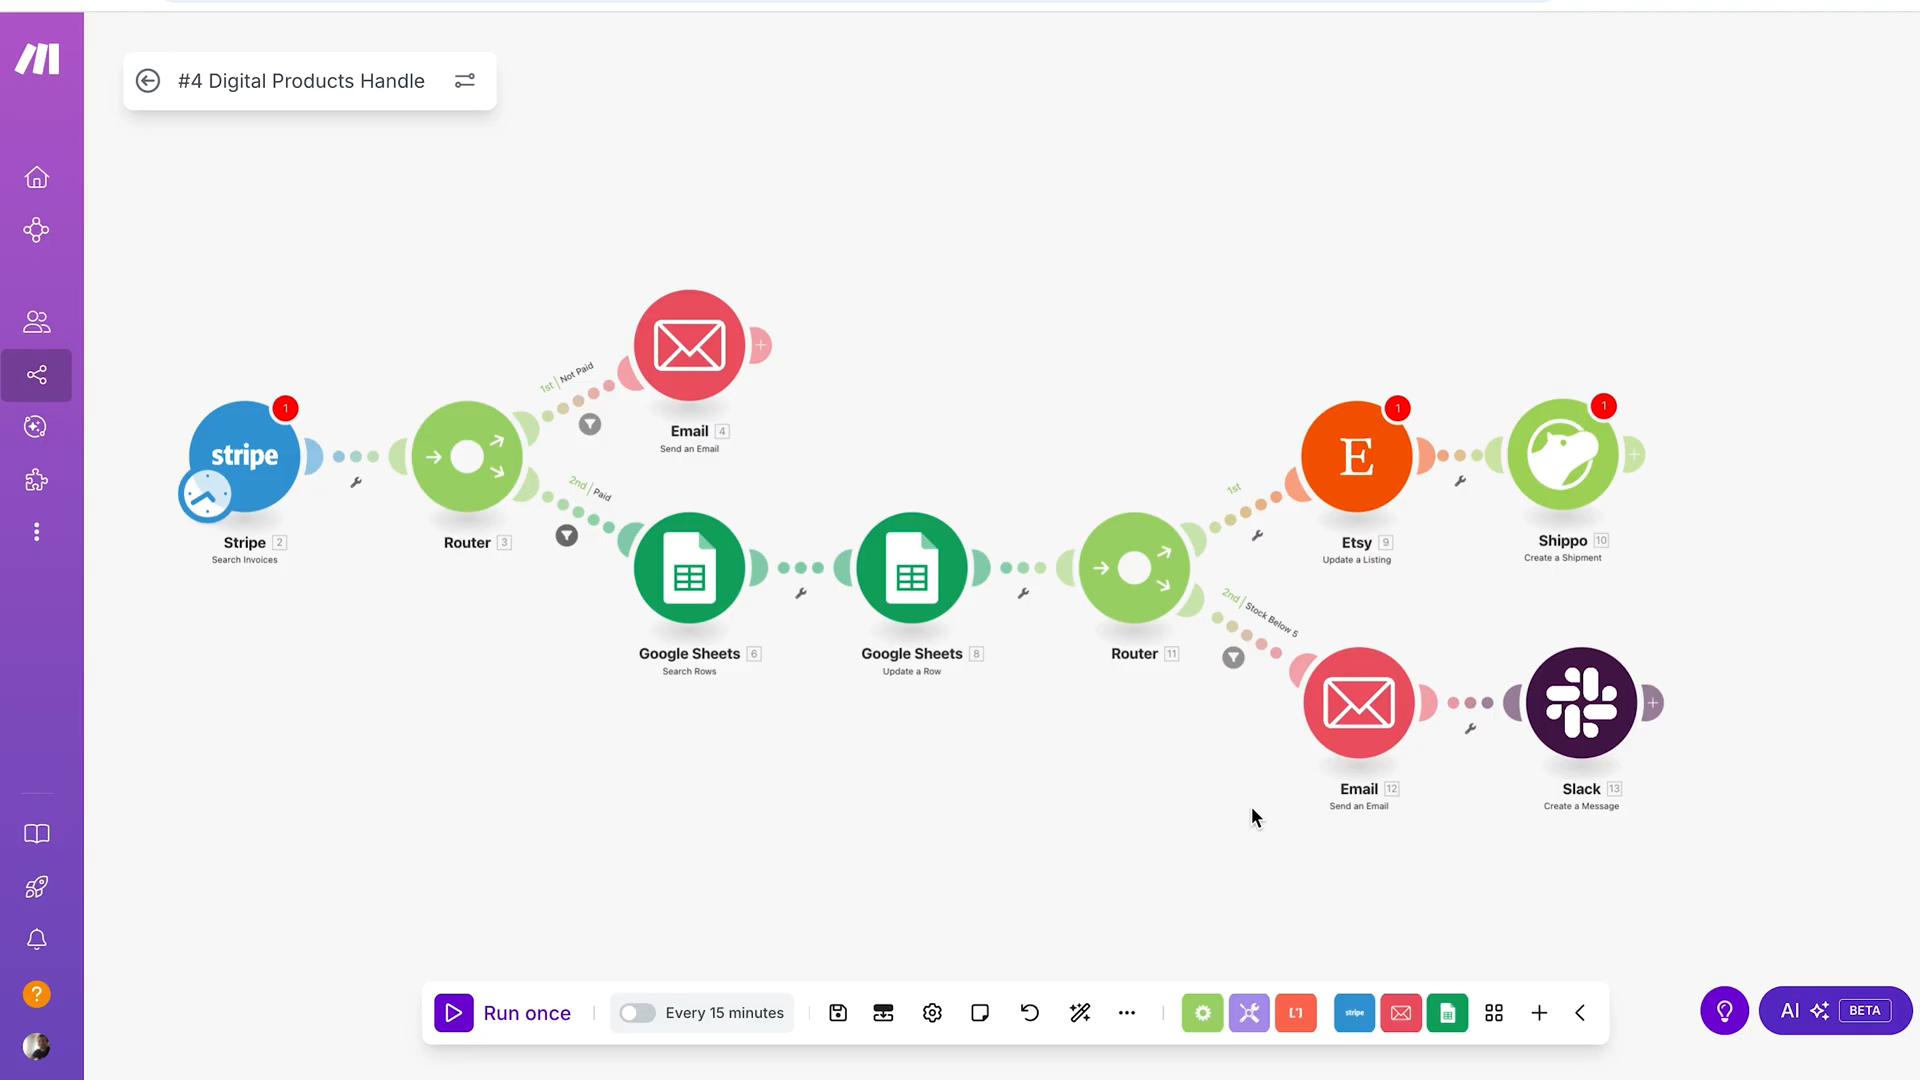 #4 Digital Products Handle
1st | Not Paid
Email 4
Send an Email
1
stripe
Stripe 2
Search Invoices
Router 3
2nd | Paid
Google Sheets 6
Search Rows
Google Sheets 8
Update a Row
Router 11
1st
1
E
Etsy 9
Update a Listing
1
Shippo 10
Create a Shipment
2nd | Stock Below 5
Email 12
Send an Email
Slack 13
Create a Message
?
Run once
Every 15 minutes
stripe
AI BETA